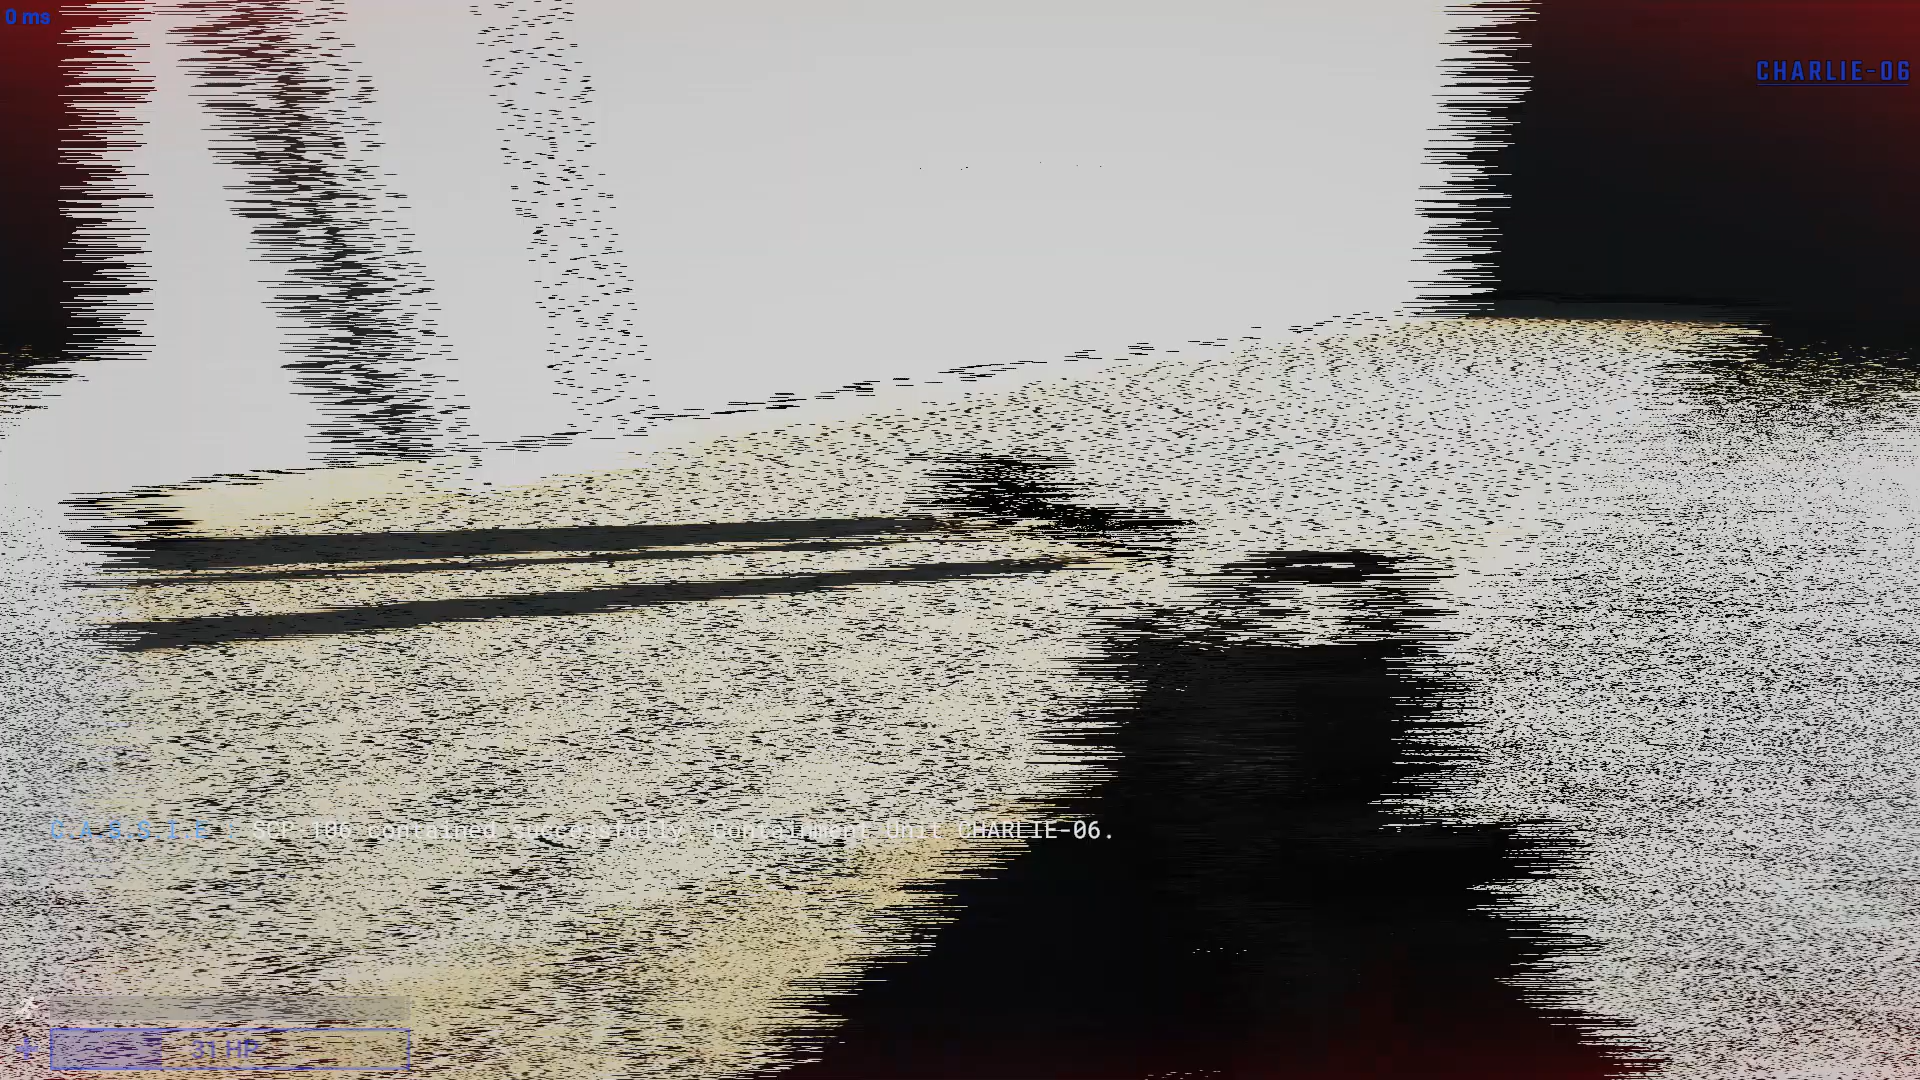 0 ms
CHARLIE-06
C.A.S.S.I.E : SCP-106 contained successfully. Containment Unit CHARLIE-06.
31 HP